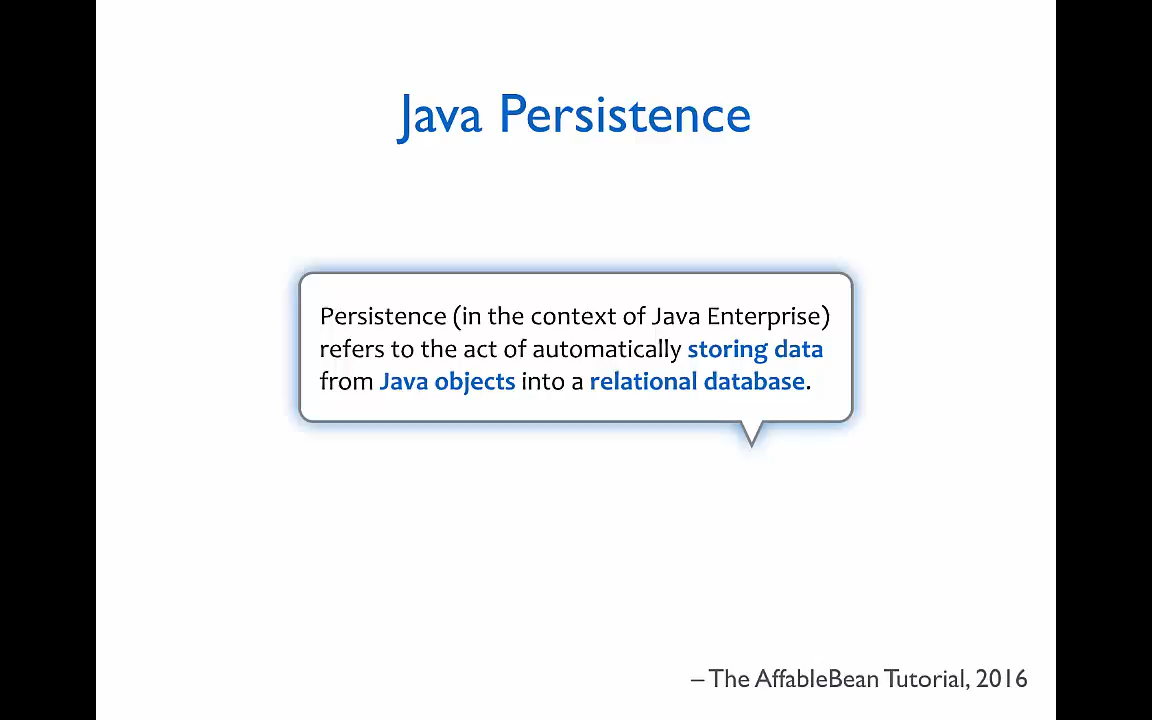 Java Persistence
Persistence (in the context of Java Enterprise)
refers to the act of automatically storing data
from Java objects into a relational database.
– The AffableBean Tutorial, 2016